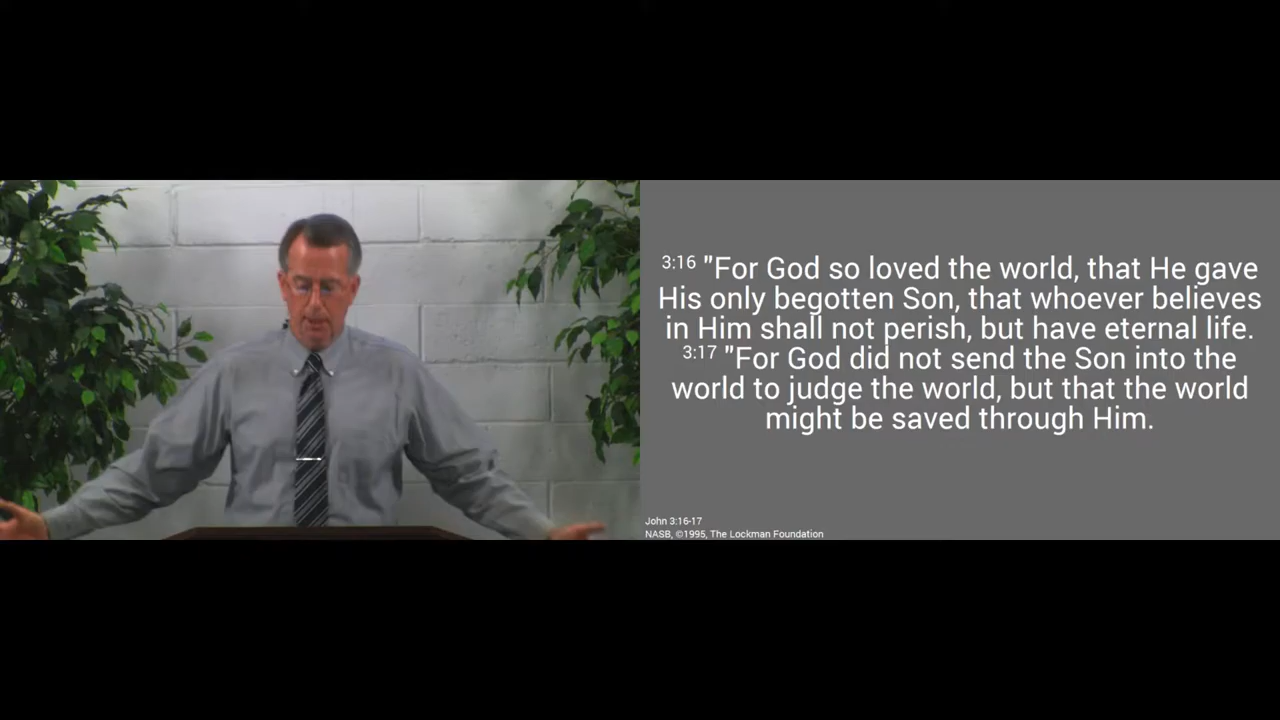 3:16 "For God so loved the world, that He gave
His only begotten Son, that whoever believes
in Him shall not perish, but have eternal life.
3:17 "For God did not send the Son into the
world to judge the world, but that the world
might be saved through Him.
John 3:16-17
NASB, ©1995, The Lockman Foundation